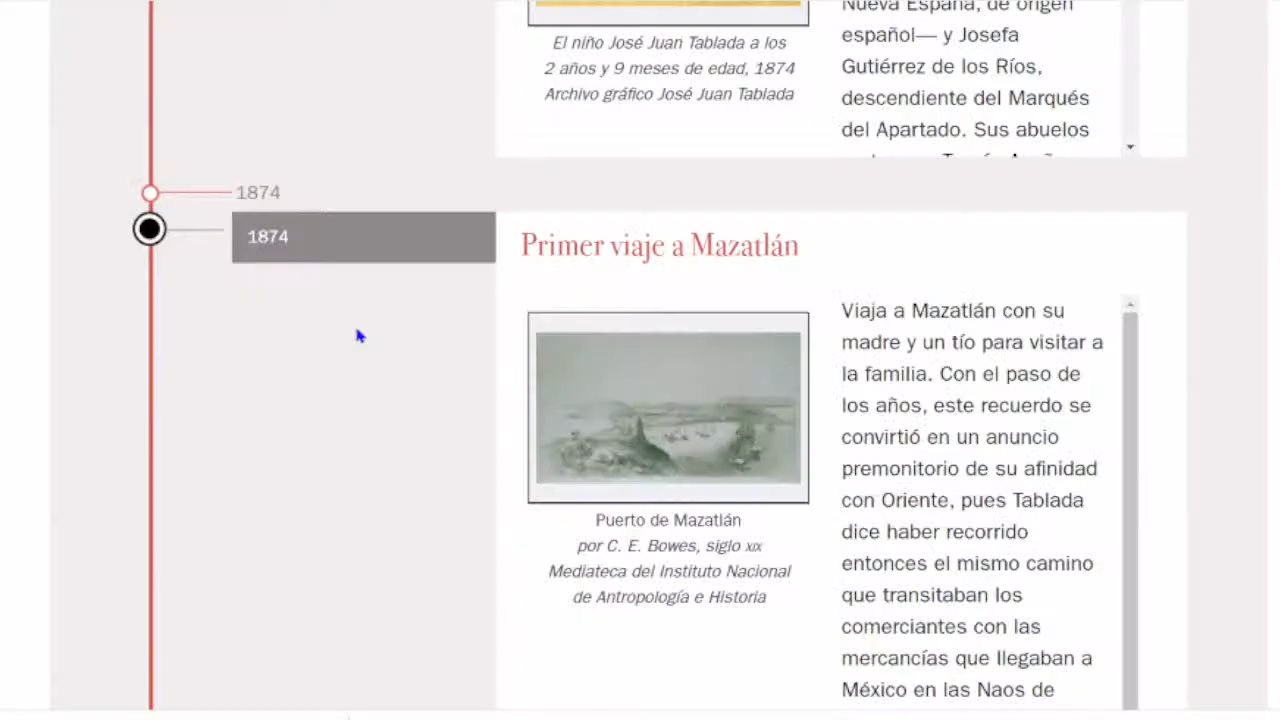 Nueva España, de origen
español— y Josefa
Gutiérrez de los Ríos,
descendiente del Marqués
del Apartado. Sus abuelos
El niño José Juan Tablada a los
2 años y 9 meses de edad, 1874
Archivo gráfico José Juan Tablada
1874
1874
Primer viaje a Mazatlán
Puerto de Mazatlán
por C. E. Bowes, siglo XIX
Mediateca del Instituto Nacional
de Antropología e Historia
Viaja a Mazatlán con su
madre y un tío para visitar a
la familia. Con el paso de
los años, este recuerdo se
convirtió en un anuncio
premonitorio de su afinidad
con Oriente, pues Tablada
dice haber recorrido
entonces el mismo camino
que transitaban los
comerciantes con las
mercancías que llegaban a
México en las Naos de